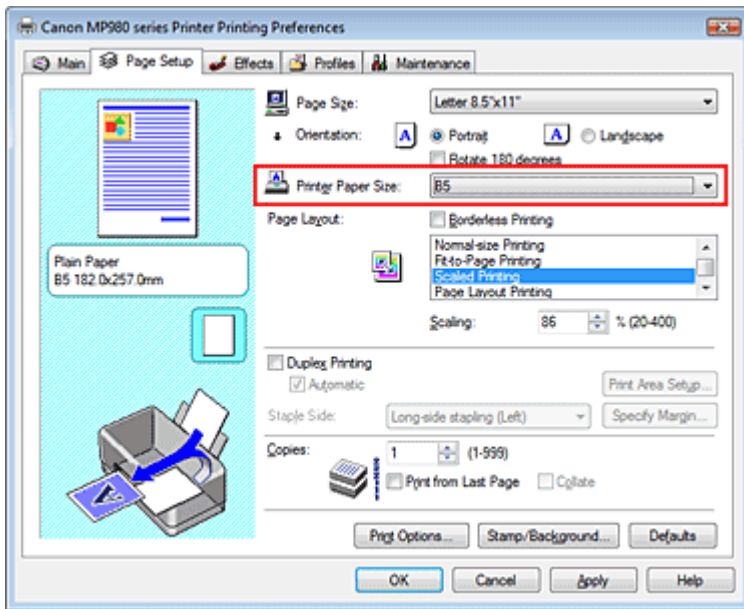 Canon MP980 series Printer Printing Preferences
Main Page Setup Effects Profiles Maintenance
Page Size: Letter 8.5"x11"
Orientation: A Portrait A Landscape
Rotate 180 degrees
Printer Paper Size: B5
Page Layout: Borderless Printing
Normal-size Printing
Fit-to-Page Printing
Scaled Printing
Page Layout Printing
Plain Paper
B5 182.0x257.0mm
Scaling: 86 % (20-400)
Duplex Printing
Automatic Print Area Setup...
Staple Side: Long-side stapling (Left) Specify Margin...
Copies: 1 (1-999)
Print from Last Page Collate
Print Options... Stamp/Background... Defaults
OK Cancel Apply Help